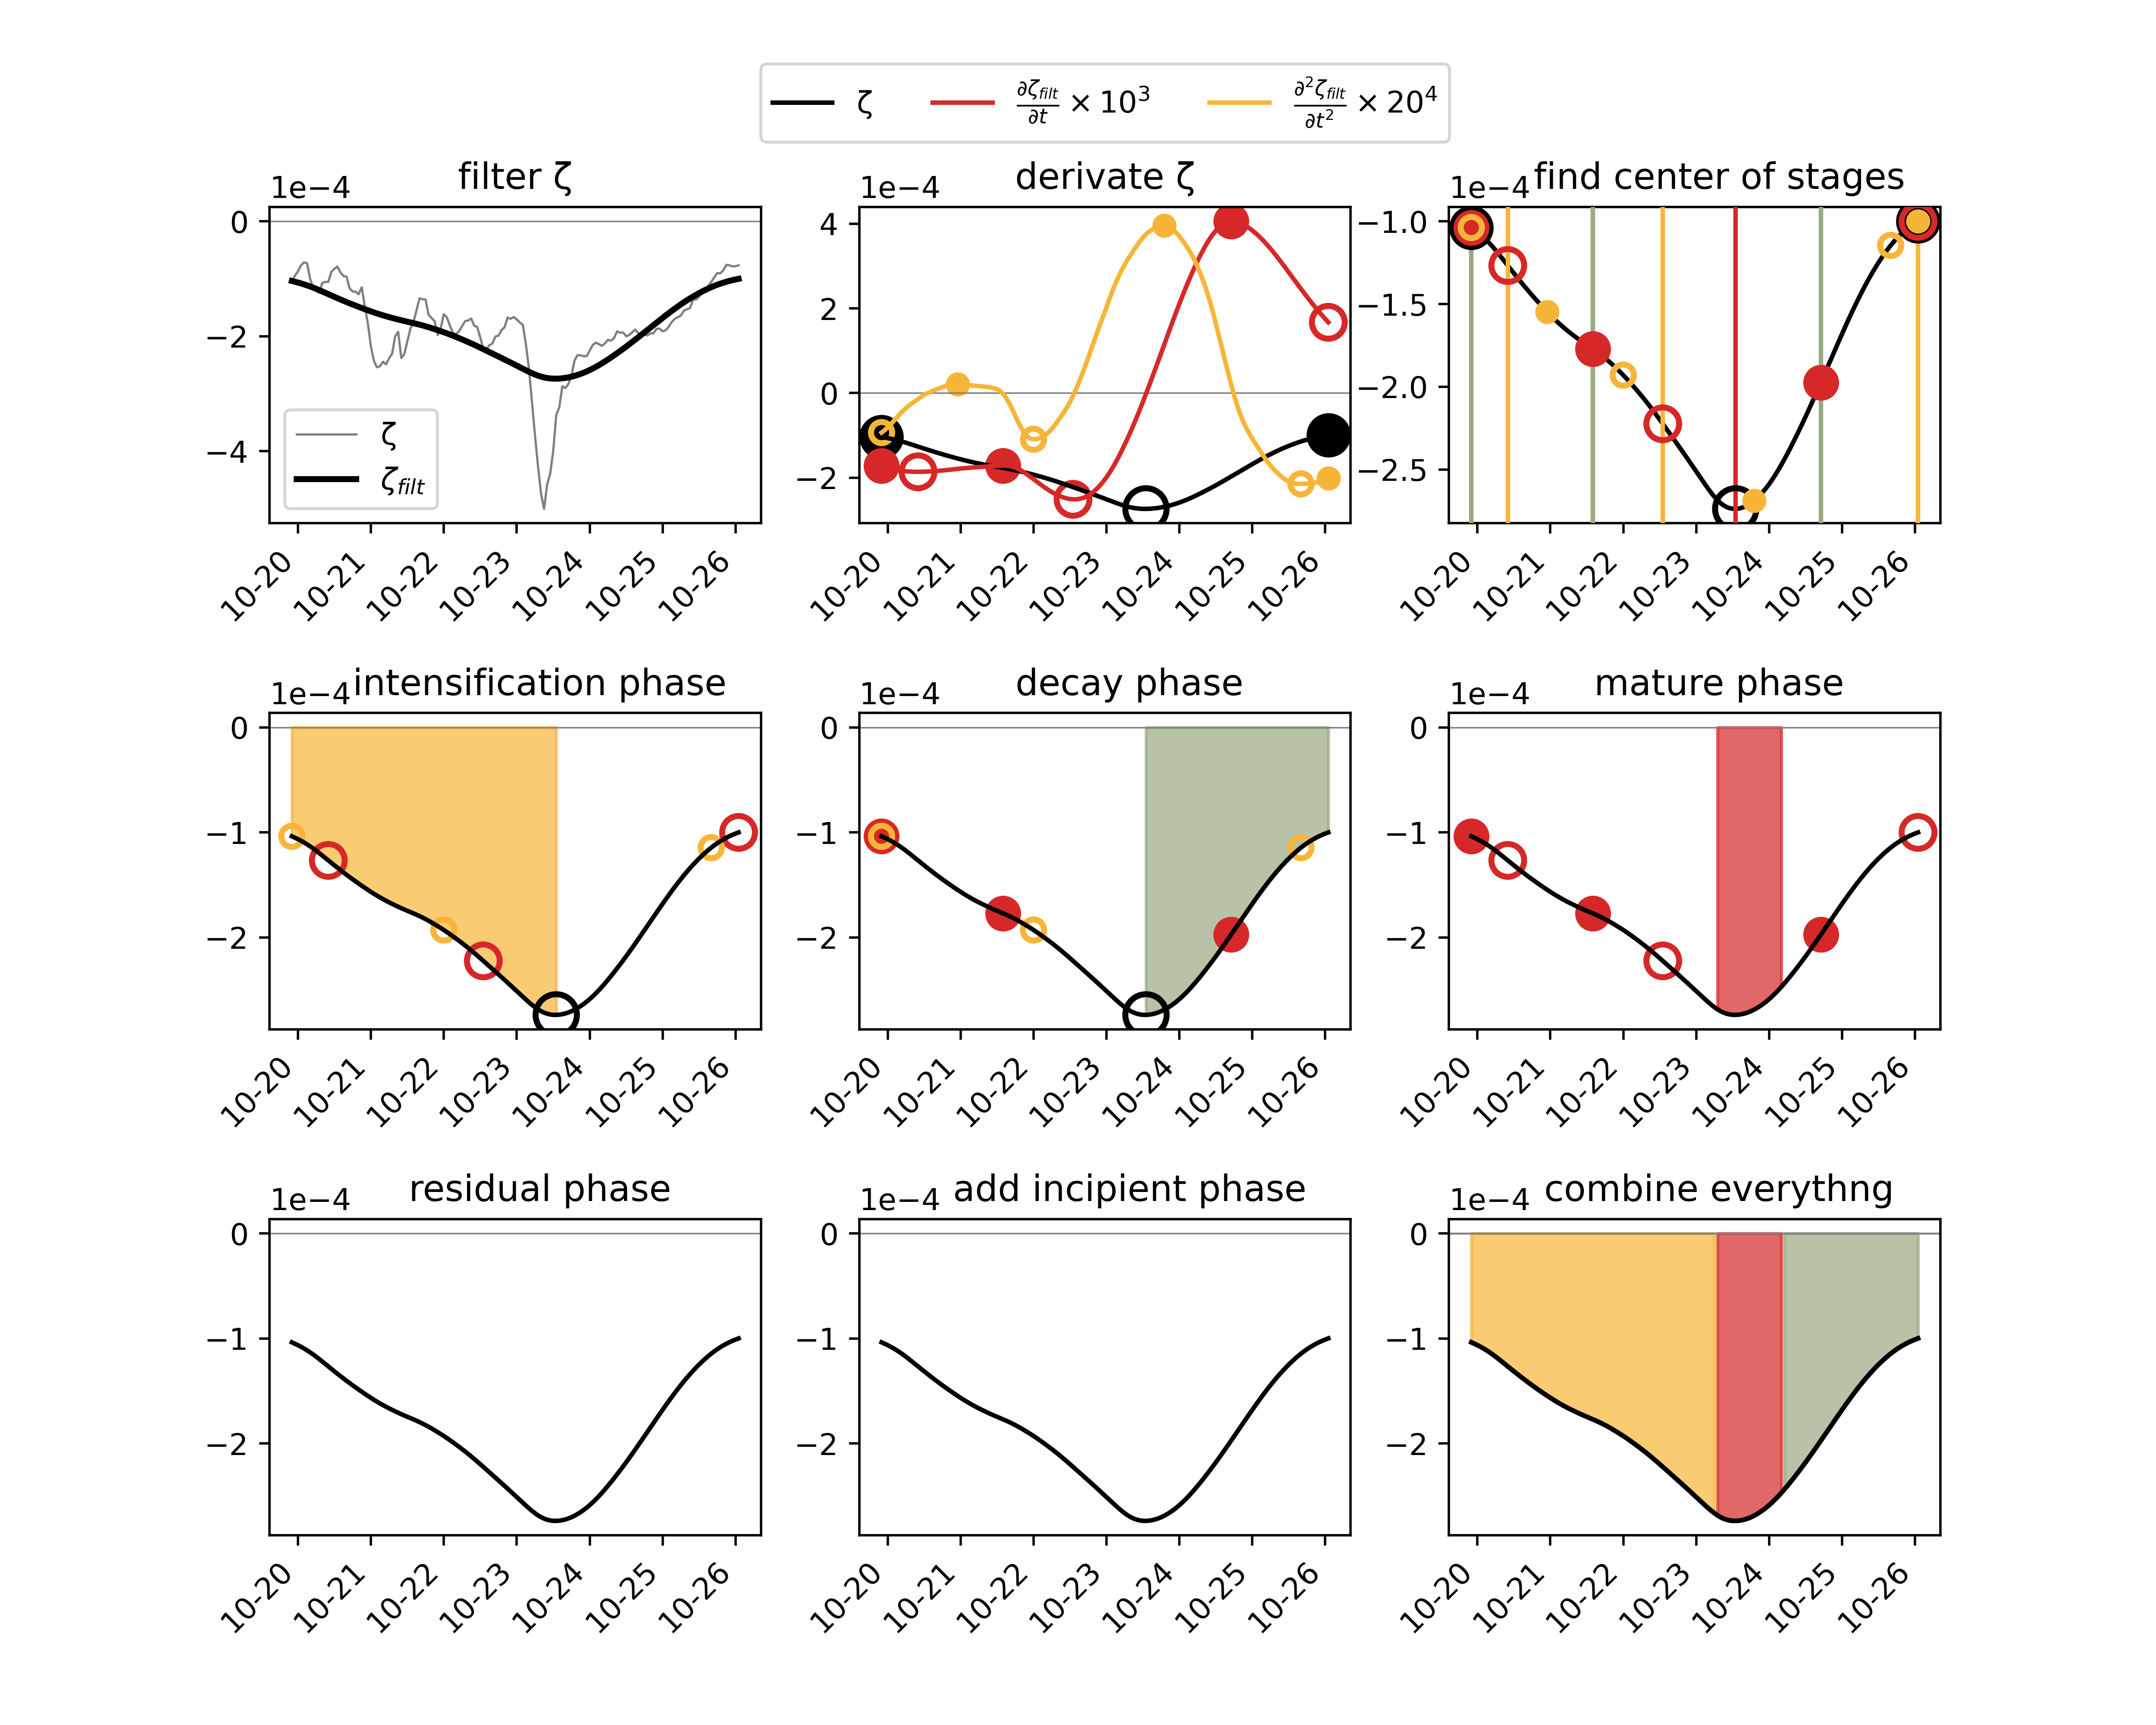 ζ ∂ζfilt/∂t × 10³ ∂²ζfilt/∂t² × 20⁴
filter ζ derivate ζ find center of stages
1e−4 1e−4 1e−4
0 4 −1.0
−2 2 −1.5
−4 0 −2.0
−2 −2.5
ζ
ζfilt
10-20 10-21 10-22 10-23 10-24 10-25 10-26 10-20 10-21 10-22 10-23 10-24 10-25 10-26 10-20 10-21 10-22 10-23 10-24 10-25 10-26
intensification phase decay phase mature phase
1e−4 1e−4 1e−4
0 0 0
−1 −1 −1
−2 −2 −2
10-20 10-21 10-22 10-23 10-24 10-25 10-26 10-20 10-21 10-22 10-23 10-24 10-25 10-26 10-20 10-21 10-22 10-23 10-24 10-25 10-26
residual phase add incipient phase combine everythng
1e−4 1e−4 1e−4
0 0 0
−1 −1 −1
−2 −2 −2
10-20 10-21 10-22 10-23 10-24 10-25 10-26 10-20 10-21 10-22 10-23 10-24 10-25 10-26 10-20 10-21 10-22 10-23 10-24 10-25 10-26